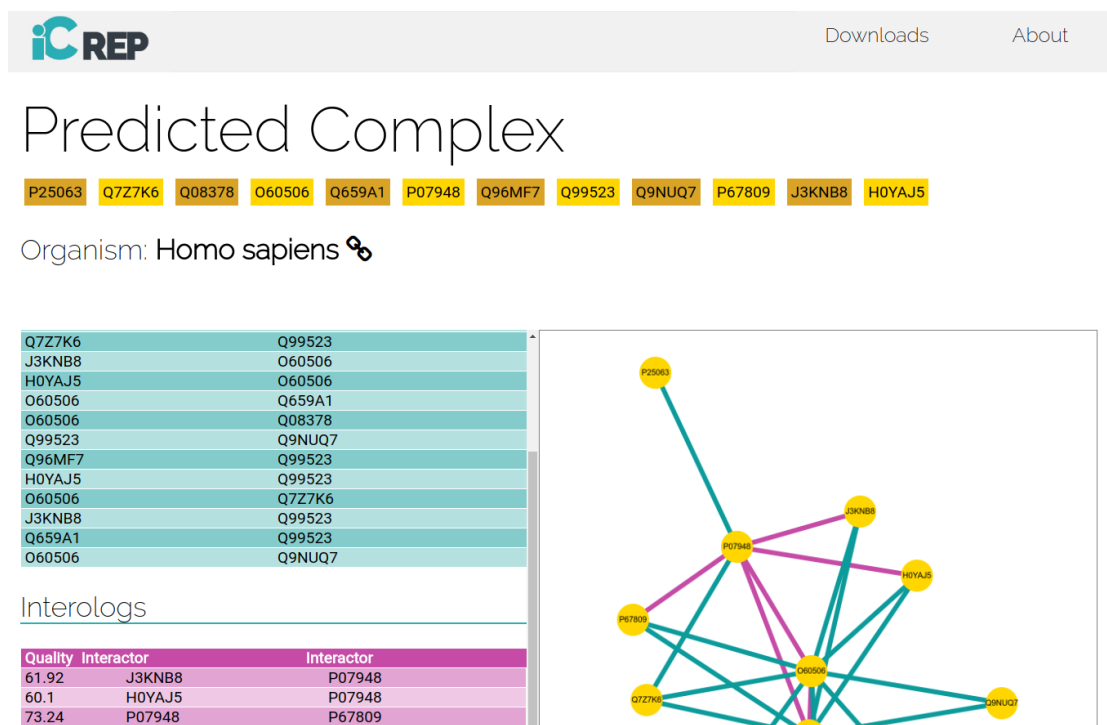 iC REP Downloads About
Predicted Complex
P25063 Q7Z7K6 Q08378 O60506 Q659A1 P07948 Q96MF7 Q99523 Q9NUQ7 P67809 J3KNB8 H0YAJ5
Organism: Homo sapiens
Q7Z7K6 Q99523
J3KNB8 O60506
H0YAJ5 O60506
O60506 Q659A1
O60506 Q08378
Q99523 Q9NUQ7
Q96MF7 Q99523
H0YAJ5 Q99523
O60506 Q7Z7K6
J3KNB8 Q99523
Q659A1 Q99523
O60506 Q9NUQ7
Interologs
Quality Interactor Interactor
61.92 J3KNB8 P07948
60.1 H0YAJ5 P07948
73.24 P07948 P67809
P25063
J3KNB8
P07948
H0YAJ5
P67809
O60506
Q7Z7K6
Q9NUQ7